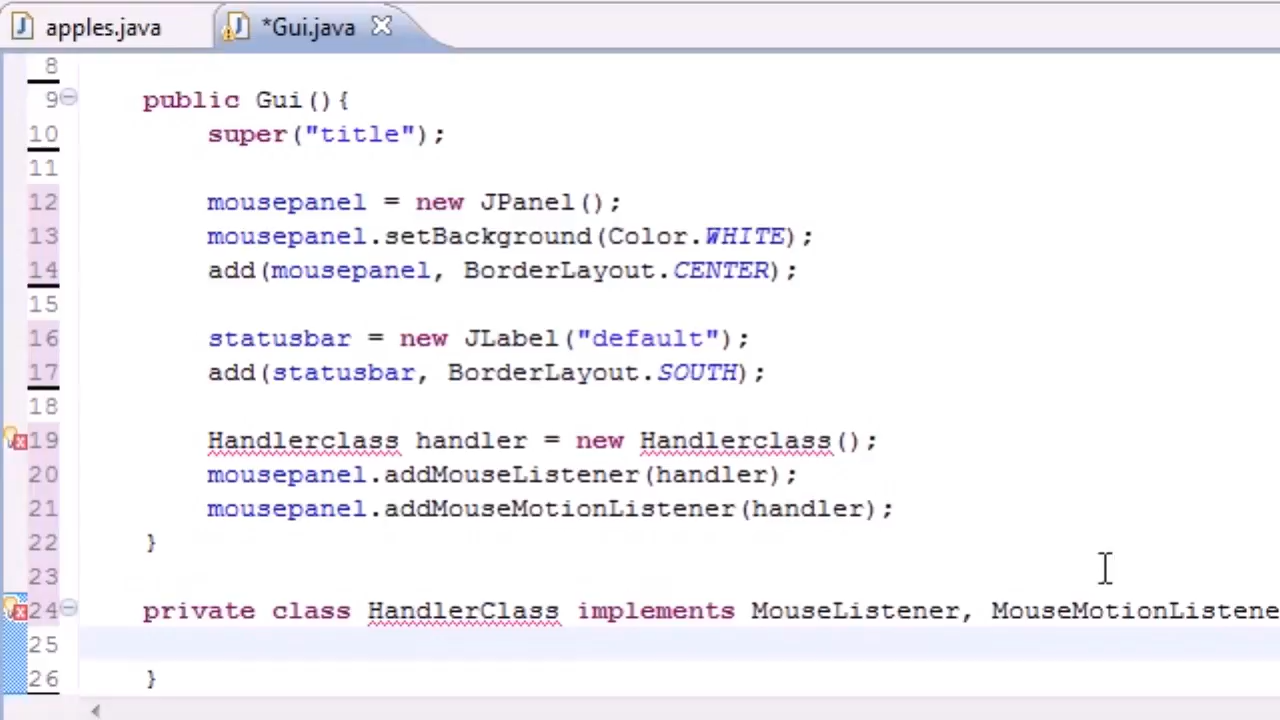 apples.java *Gui.java
8
9 public Gui(){
10 super("title");
11
12 mousepanel = new JPanel();
13 mousepanel.setBackground(Color.WHITE);
14 add(mousepanel, BorderLayout.CENTER);
15
16 statusbar = new JLabel("default");
17 add(statusbar, BorderLayout.SOUTH);
18
19 Handlerclass handler = new Handlerclass();
20 mousepanel.addMouseListener(handler);
21 mousepanel.addMouseMotionListener(handler);
22 }
23
24 private class HandlerClass implements MouseListener, MouseMotionListene
25
26 }